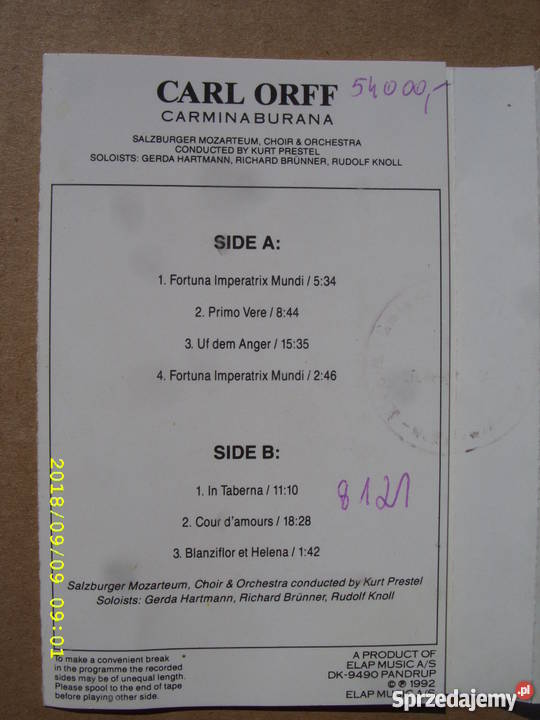 CARL ORFF
54000,-
CARMINA BURANA
SALZBURGER MOZARTEUM, CHOIR & ORCHESTRA
CONDUCTED BY KURT PRESTEL
SOLOISTS: GERDA HARTMANN, RICHARD BRÜNNER, RUDOLF KNOLL
SIDE A:
1. Fortuna Imperatrix Mundi / 5:34
2. Primo Vere / 8:44
3. Uf dem Anger / 15:35
4. Fortuna Imperatrix Mundi / 2:46
SIDE B:
1. In Taberna / 11:10
8121
2. Cour d'amours / 18:28
3. Blanziflor et Helena / 1:42
Salzburger Mozarteum, Choir & Orchestra conducted by Kurt Prestel
Soloists: Gerda Hartmann, Richard Brünner, Rudolf Knoll
To make a convenient break
in the programme the recorded
sides may be of unequal length.
Please spool to the end of tape
before playing other side.
A PRODUCT OF
ELAP MUSIC A/S
DK-9490 PANDRUP
© ℗ 1992
ELAP MUSIC A/S
2018/09/09 09:01
Sprzedajemy.pl